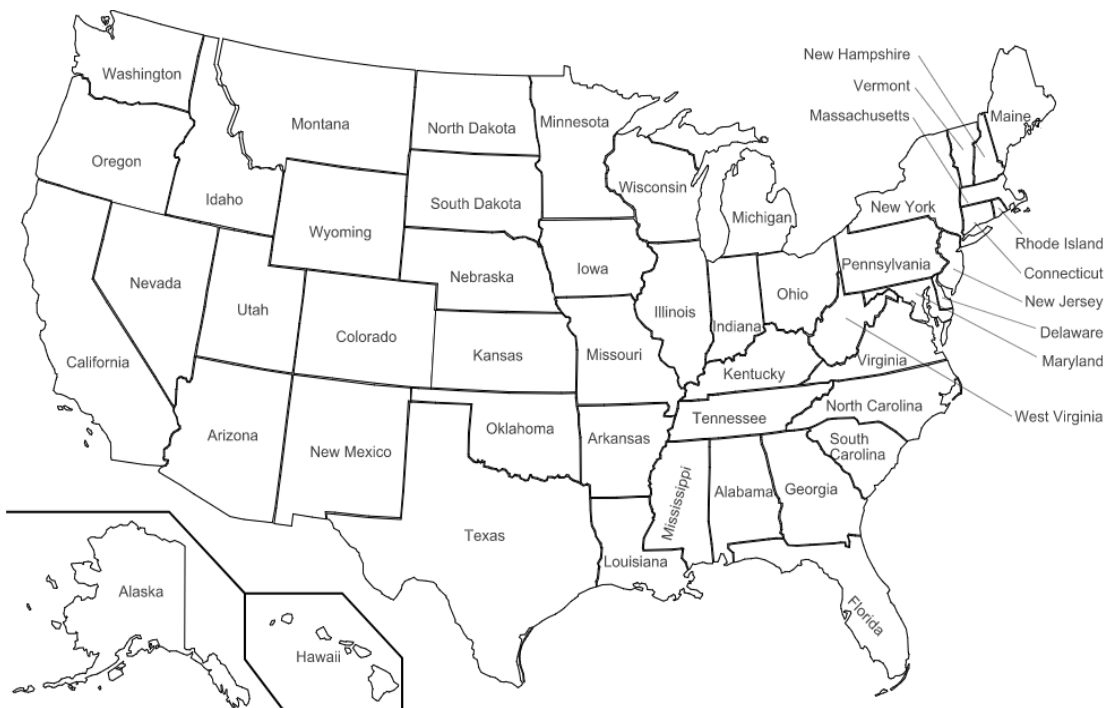 New Hampshire
Vermont
Massachusetts
Washington
Montana
North Dakota
Minnesota
Maine
Oregon
Idaho
Wyoming
South Dakota
Wisconsin
Michigan
New York
Rhode Island
Connecticut
New Jersey
Delaware
Maryland
West Virginia
Nevada
Utah
Colorado
Nebraska
Iowa
Illinois
Indiana
Ohio
Pennsylvania
California
Kansas
Missouri
Kentucky
Virginia
Arizona
New Mexico
Oklahoma
Arkansas
Tennessee
North Carolina
South
Carolina
Texas
Louisiana
Mississippi
Alabama
Georgia
Florida
Alaska
Hawaii